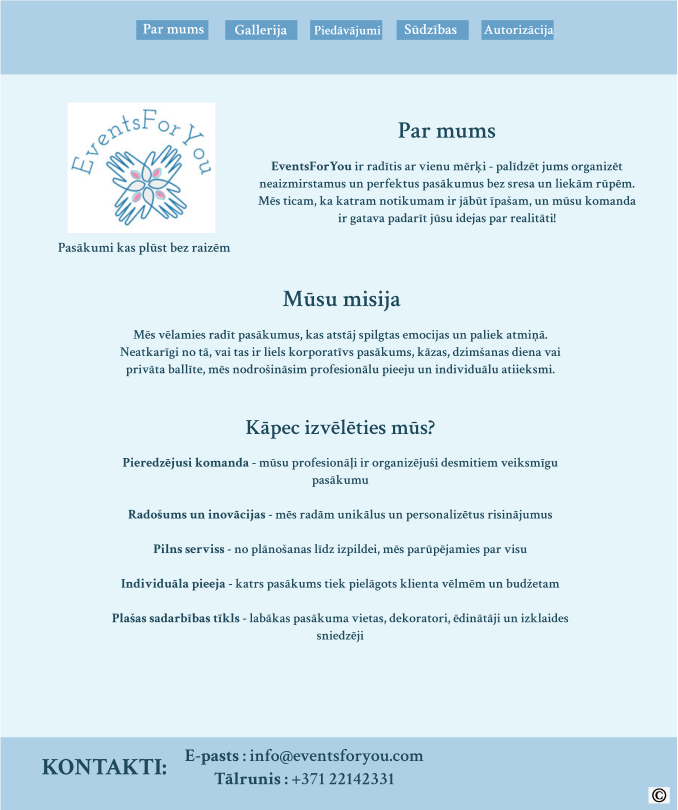 Par mums
Gallerija
Piedāvājumi
Sūdzības
Autorizācija
EventsForYou
Pasākumi kas plūst bez raizēm
Par mums
EventsForYou ir radītis ar vienu mērķi - palīdzēt jums organizēt
neaizmirstamus un perfektus pasākumus bez sresa un liekām rūpēm.
Mēs ticam, ka katram notikumam ir jābūt īpašam, un mūsu komanda
ir gatava padarīt jūsu idejas par realitāti!
Mūsu misija
Mēs vēlamies radīt pasākumus, kas atstāj spilgtas emocijas un paliek atmiņā.
Neatkarīgi no tā, vai tas ir liels korporatīvs pasākums, kāzas, dzimšanas diena vai
privāta ballīte, mēs nodrošināsim profesionālu pieeju un individuālu atiieksmi.
Kāpec izvēlēties mūs?
Pieredzējusi komanda - mūsu profesionāļi ir organizējuši desmitiem veiksmīgu
pasākumu
Radošums un inovācijas - mēs radām unikālus un personalizētus risinājumus
Pilns serviss - no plānošanas līdz izpildei, mēs parūpējamies par visu
Individuāla pieeja - katrs pasākums tiek pielāgots klienta vēlmēm un budžetam
Plašas sadarbības tīkls - labākas pasākuma vietas, dekoratori, ēdinātāji un izklaides
sniedzēji
KONTAKTI:
E-pasts : info@eventsforyou.com
Tālrunis : +371 22142331
©